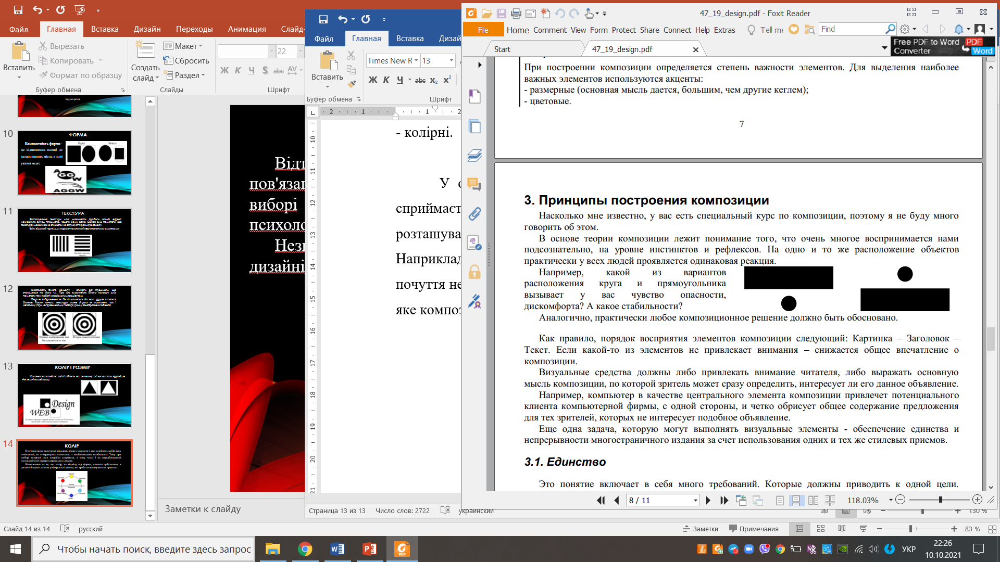 Файл
Главная
Вставка
Дизайн
Переходы
Анимация
Слайд-
Вставить
Вырезать
Копировать
Формат по образцу
Буфер обмена
Создать
слайд
Макет
Сбросить
Раздел
Слайды
22
Ж К Ч S abc AV
Шрифт
будуть різні.
10
ФОРМА
Компактність форми -
це відношення площі до
незаповнених місць в зоні
уявної межі.
AGGW
AGGW
11
ТЕКСТУРА
12
13
КОЛІР І РОЗМІР
Design
WEB
14
КОЛІР
Відт
пов'язан
виборі
психоло
Незв
дизайні
Заметки к слайду
Слайд 14 из 14
русский
Заметки
Примечания
83 %
Файл
Главная
Вставка
Дизай
Вставить
Times New R
13
Ж К Ч abc x₂ x²
Буфер обмена
Шрифт
- колірні.
У о
сприймаєт
розташува
Наприклад
почуття не
яке композ
Страница 13 из 13
Число слов: 2722
украинский
130 %
47_19_design.pdf - Foxit Reader
File
Home
Comment
View
Form
Protect
Share
Connect
Help
Extras
Tell me
Find
Start
47_19_design.pdf
Free PDF to Word
Converter
PDF
Word
При построении композиции определяется степень важности элементов. Для выделения наиболее
важных элементов используются акценты:
- размерные (основная мысль дается, большим, чем другие кеглем);
- цветовые.
7
3. Принципы построения композиции
Насколько мне известно, у вас есть специальный курс по композиции, поэтому я не буду много
говорить об этом.
В основе теории композиции лежит понимание того, что очень многое воспринимается нами
подсознательно, на уровне инстинктов и рефлексов. На одно и то же расположение объектов
практически у всех людей проявляется одинаковая реакция.
Например, какой из вариантов
расположения круга и прямоугольника
вызывает у вас чувство опасности,
дискомфорта? А какое стабильности?
Аналогично, практически любое композиционное решение должно быть обосновано.
Как правило, порядок восприятия элементов композиции следующий: Картинка – Заголовок –
Текст. Если какой-то из элементов не привлекает внимания – снижается общее впечатление о
композиции.
Визуальные средства должны либо привлекать внимание читателя, либо выражать основную
мысль композиции, по которой зритель может сразу определить, интересует ли его данное объявление.
Например, компьютер в качестве центрального элемента композиции привлечет потенциального
клиента компьютерной фирмы, с одной стороны, и четко обрисует общее содержание предложения
для тех зрителей, которых не интересует подобное объявление.
Еще одна задача, которую могут выполнять визуальные элементы - обеспечение единства и
непрерывности многостраничного издания за счет использования одних и тех же стилевых приемов.
3.1. Единство
Это понятие включает в себя много требований. Которые должны приводить к одной цели.
8 / 11
118.03%
Чтобы начать поиск, введите здесь запрос
УКР
22:26
10.10.2021